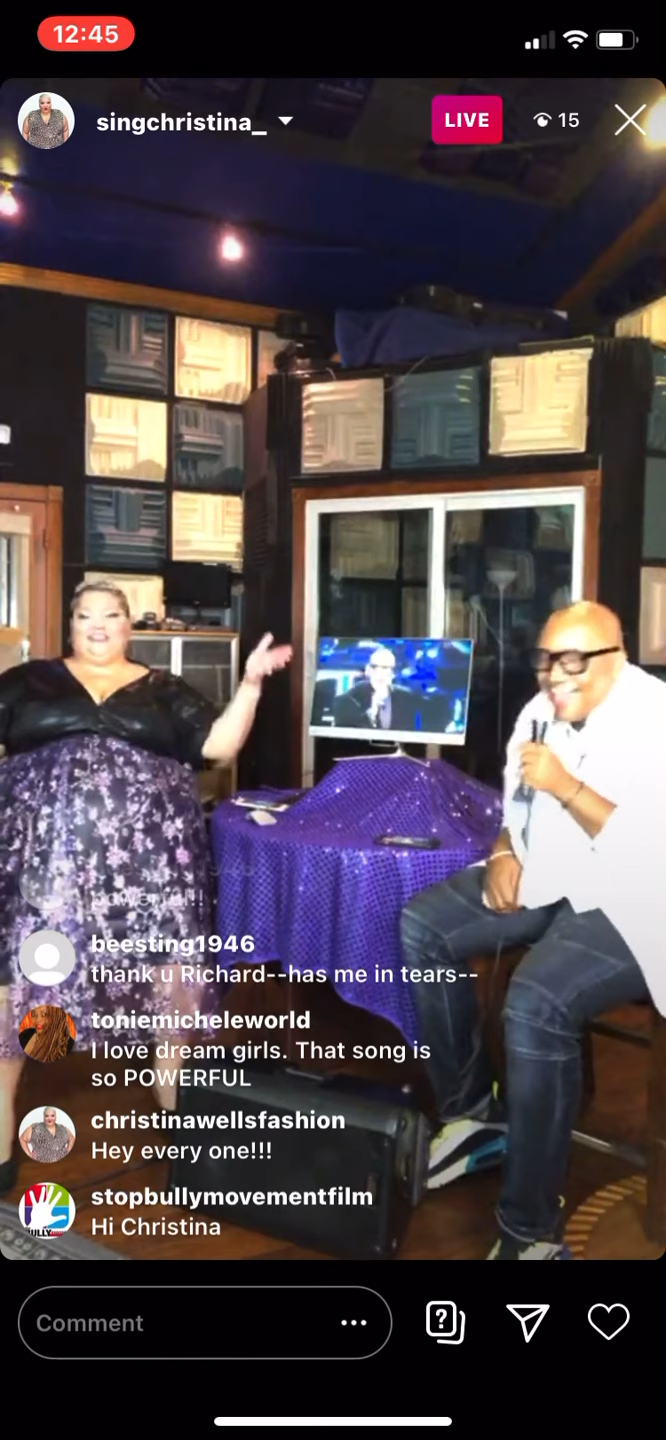 12:45
singchristina_
LIVE
15
powerful!!
beesting1946
thank u Richard--has me in tears--
toniemicheleworld
I love dream girls. That song is
so POWERFUL
christinawellsfashion
Hey every one!!!
stopbullymovementfilm
Hi Christina
Comment